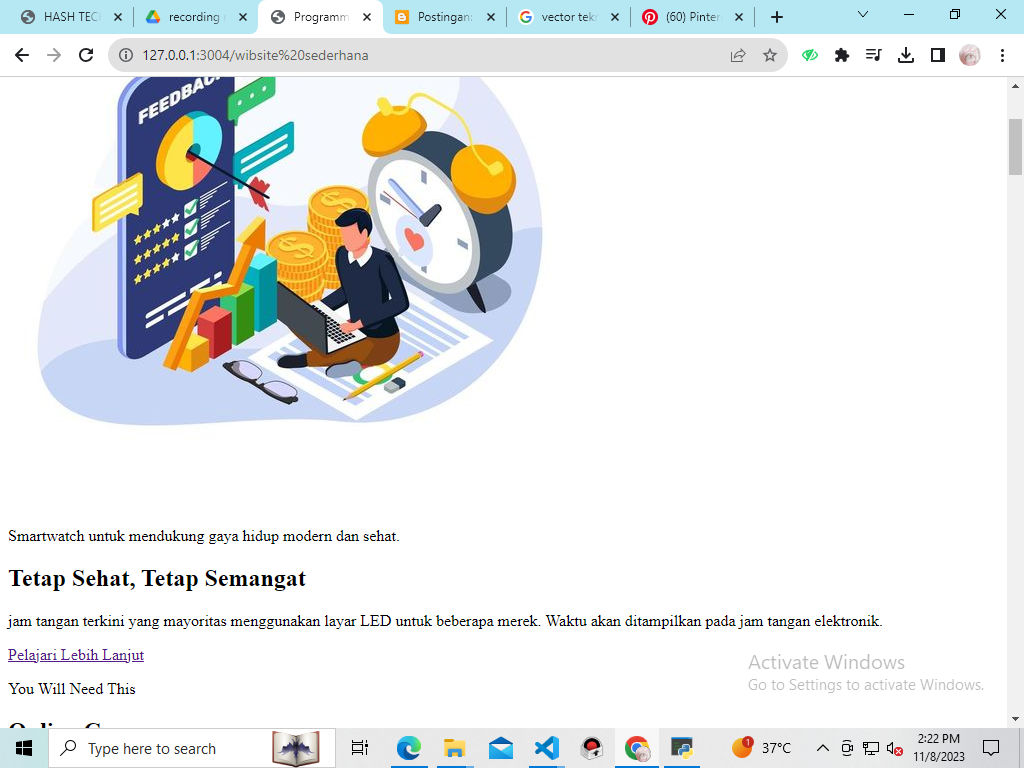 HASH TEC
recording
Programm
Postingan
vector tek
(60) Pinter
127.0.0.1:3004/wibsite%20sederhana
FEEDBACK
Smartwatch untuk mendukung gaya hidup modern dan sehat.
Tetap Sehat, Tetap Semangat
jam tangan terkini yang mayoritas menggunakan layar LED untuk beberapa merek. Waktu akan ditampilkan pada jam tangan elektronik.
Pelajari Lebih Lanjut
You Will Need This
Activate Windows
Go to Settings to activate Windows.
Type here to search
1
37°C
2:22 PM
11/8/2023